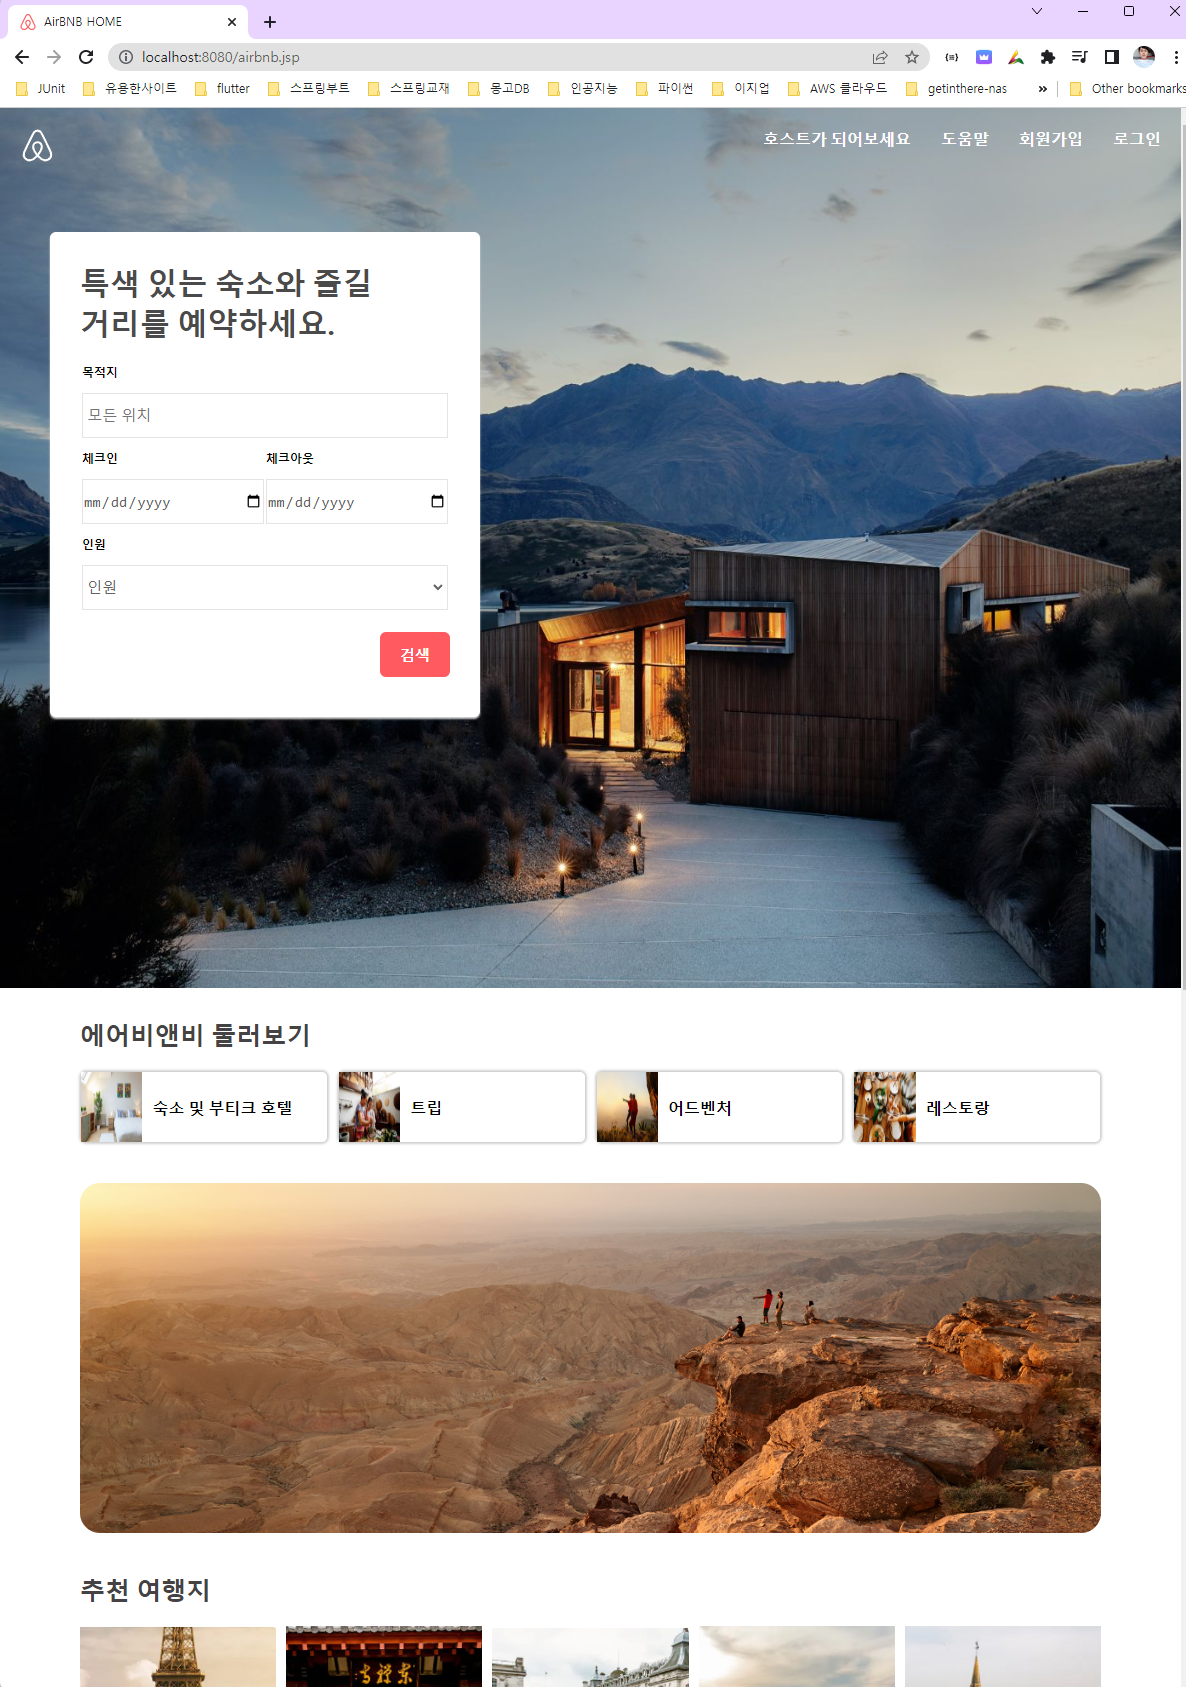 AirBNB HOME
localhost:8080/airbnb.jsp
JUnit 유용한사이트 flutter 스프링부트 스프링교재 몽고DB 인공지능 파이썬 이지업 AWS 클라우드 getinthere-nas » Other bookmarks
호스트가 되어보세요 도움말 회원가입 로그인
특색 있는 숙소와 즐길
거리를 예약하세요.
목적지
모든 위치
체크인 체크아웃
mm/dd/yyyy mm/dd/yyyy
인원
인원
검색
에어비앤비 둘러보기
숙소 및 부티크 호텔 트립 어드벤처 레스토랑
추천 여행지